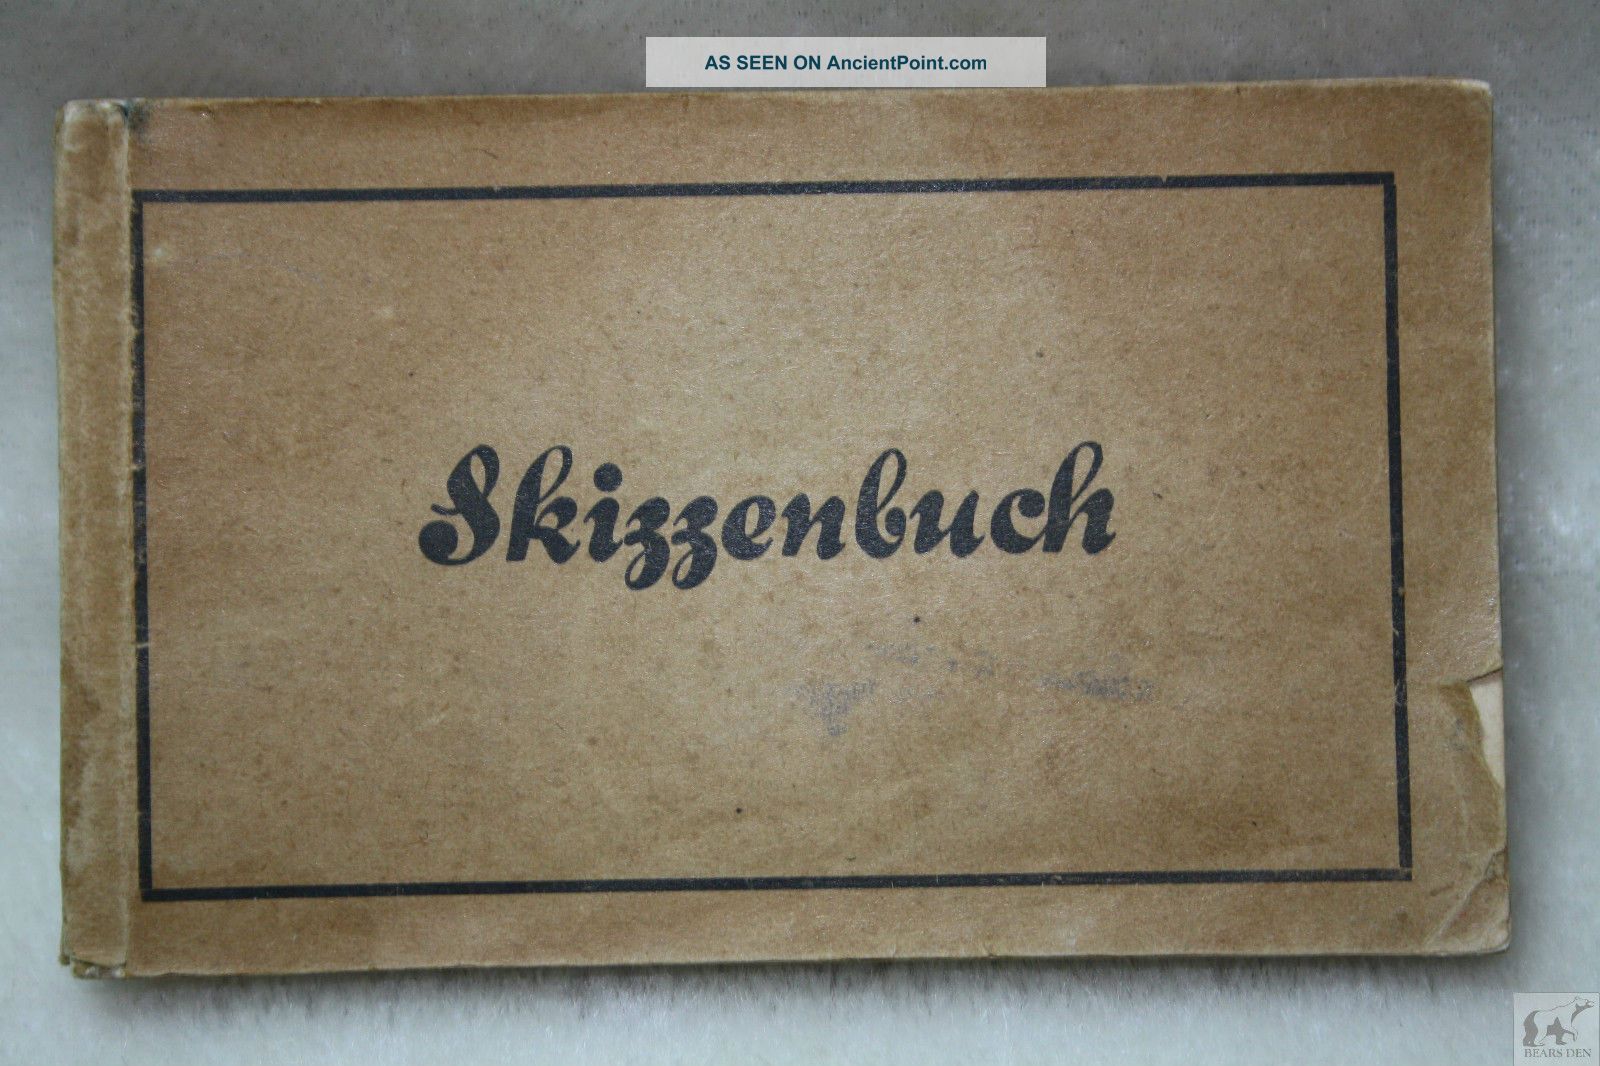 AS SEEN ON AncientPoint.com
Skizzenbuch
BEARS DEN